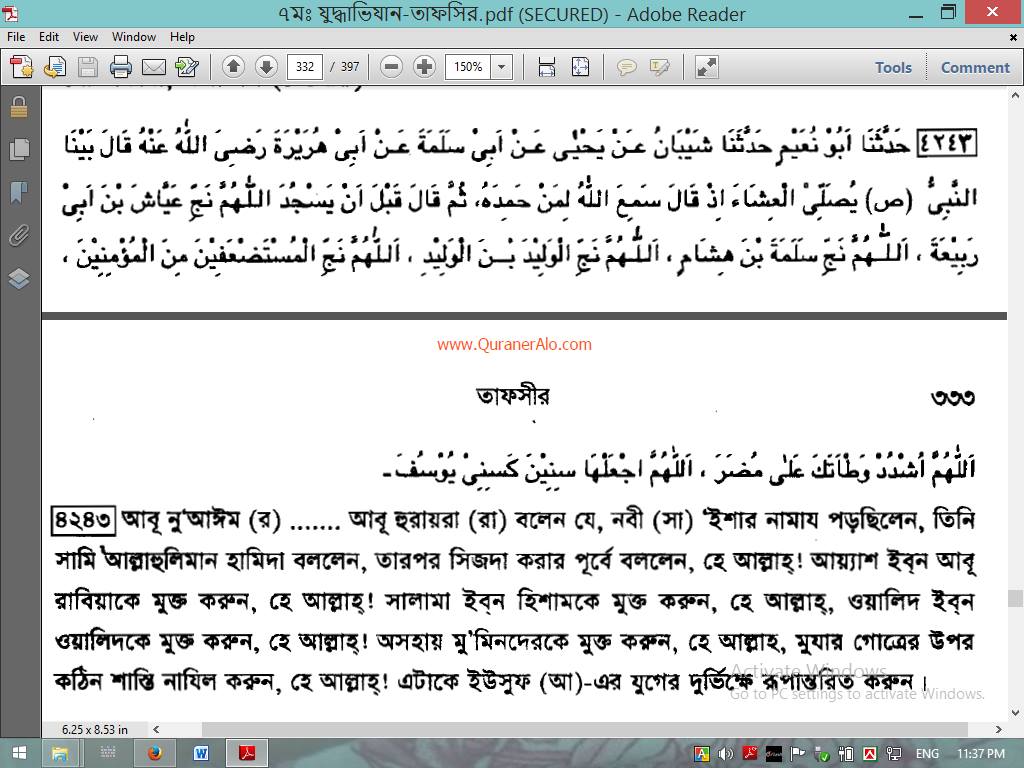 ৭মঃ যুদ্ধাভিযান-তাফসির.pdf (SECURED) - Adobe Reader
File Edit View Window Help
332 / 397 150% Tools Comment
٤٢٤٣ حَدَّثَنَا اَبُوْ نُعَيْمٍ حَدَّثَنَا شَيْبَانُ عَنْ يَحْيٰى عَنْ اَبِىْ سَلَمَةَ عَنْ اَبِىْ هُرَيْرَةَ رَضِىَ اللّٰهُ عَنْهُ قَالَ بَيْنَا
النَّبِىُّ (ص) يُصَلِّىْ الْعِشَاءَ اِذْ قَالَ سَمِعَ اللّٰهُ لِمَنْ حَمِدَهُ، ثُمَّ قَالَ قَبْلَ اَنْ يَسْجُدَ اَللّٰهُمَّ نَجِّ عَيَّاشَ بْنَ اَبِىْ
رَبِيْعَةَ ، اَللّٰهُمَّ نَجِّ سَلَمَةَ بْنَ هِشَامٍ ، اَللّٰهُمَّ نَجِّ الْوَلِيْدَ بْنَ الْوَلِيْدِ ، اَللّٰهُمَّ نَجِّ الْمُسْتَضْعَفِيْنَ مِنَ الْمُؤْمِنِيْنَ ،
www.QuranerAlo.com
তাফসীর ৩৩৩
اَللّٰهُمَّ اُشْدُدْ وَطْاَتَكَ عَلٰى مُضَرَ ، اَللّٰهُمَّ اجْعَلْهَا سِنِيْنَ كَسِنِىْ يُوْسُفَ ـ
৪২৪৩ আবূ নু‘আঈম (র) ....... আবূ হুরায়রা (রা) বলেন যে, নবী (সা) ‘ইশার নামায পড়ছিলেন, তিনি
সামি ‘আল্লাহুলিমান হামিদা বললেন, তারপর সিজদা করার পূর্বে বললেন, হে আল্লাহ্! আয়্যাশ ইব্‌ন আবূ
রাবিয়াকে মুক্ত করুন, হে আল্লাহ্! সালামা ইব্‌ন হিশামকে মুক্ত করুন, হে আল্লাহ্, ওয়ালিদ ইব্‌ন
ওয়ালিদকে মুক্ত করুন, হে আল্লাহ্! অসহায় মু’মিনদেরকে মুক্ত করুন, হে আল্লাহ, মুযার গোত্রের উপর
কঠিন শাস্তি নাযিল করুন, হে আল্লাহ্! এটাকে ইউসুফ (আ)-এর যুগের দুর্ভিক্ষে রূপান্তরিত করুন।
Activate Windows
Go to PC settings to activate Windows.
6.25 x 8.53 in
ENG 11:37 PM